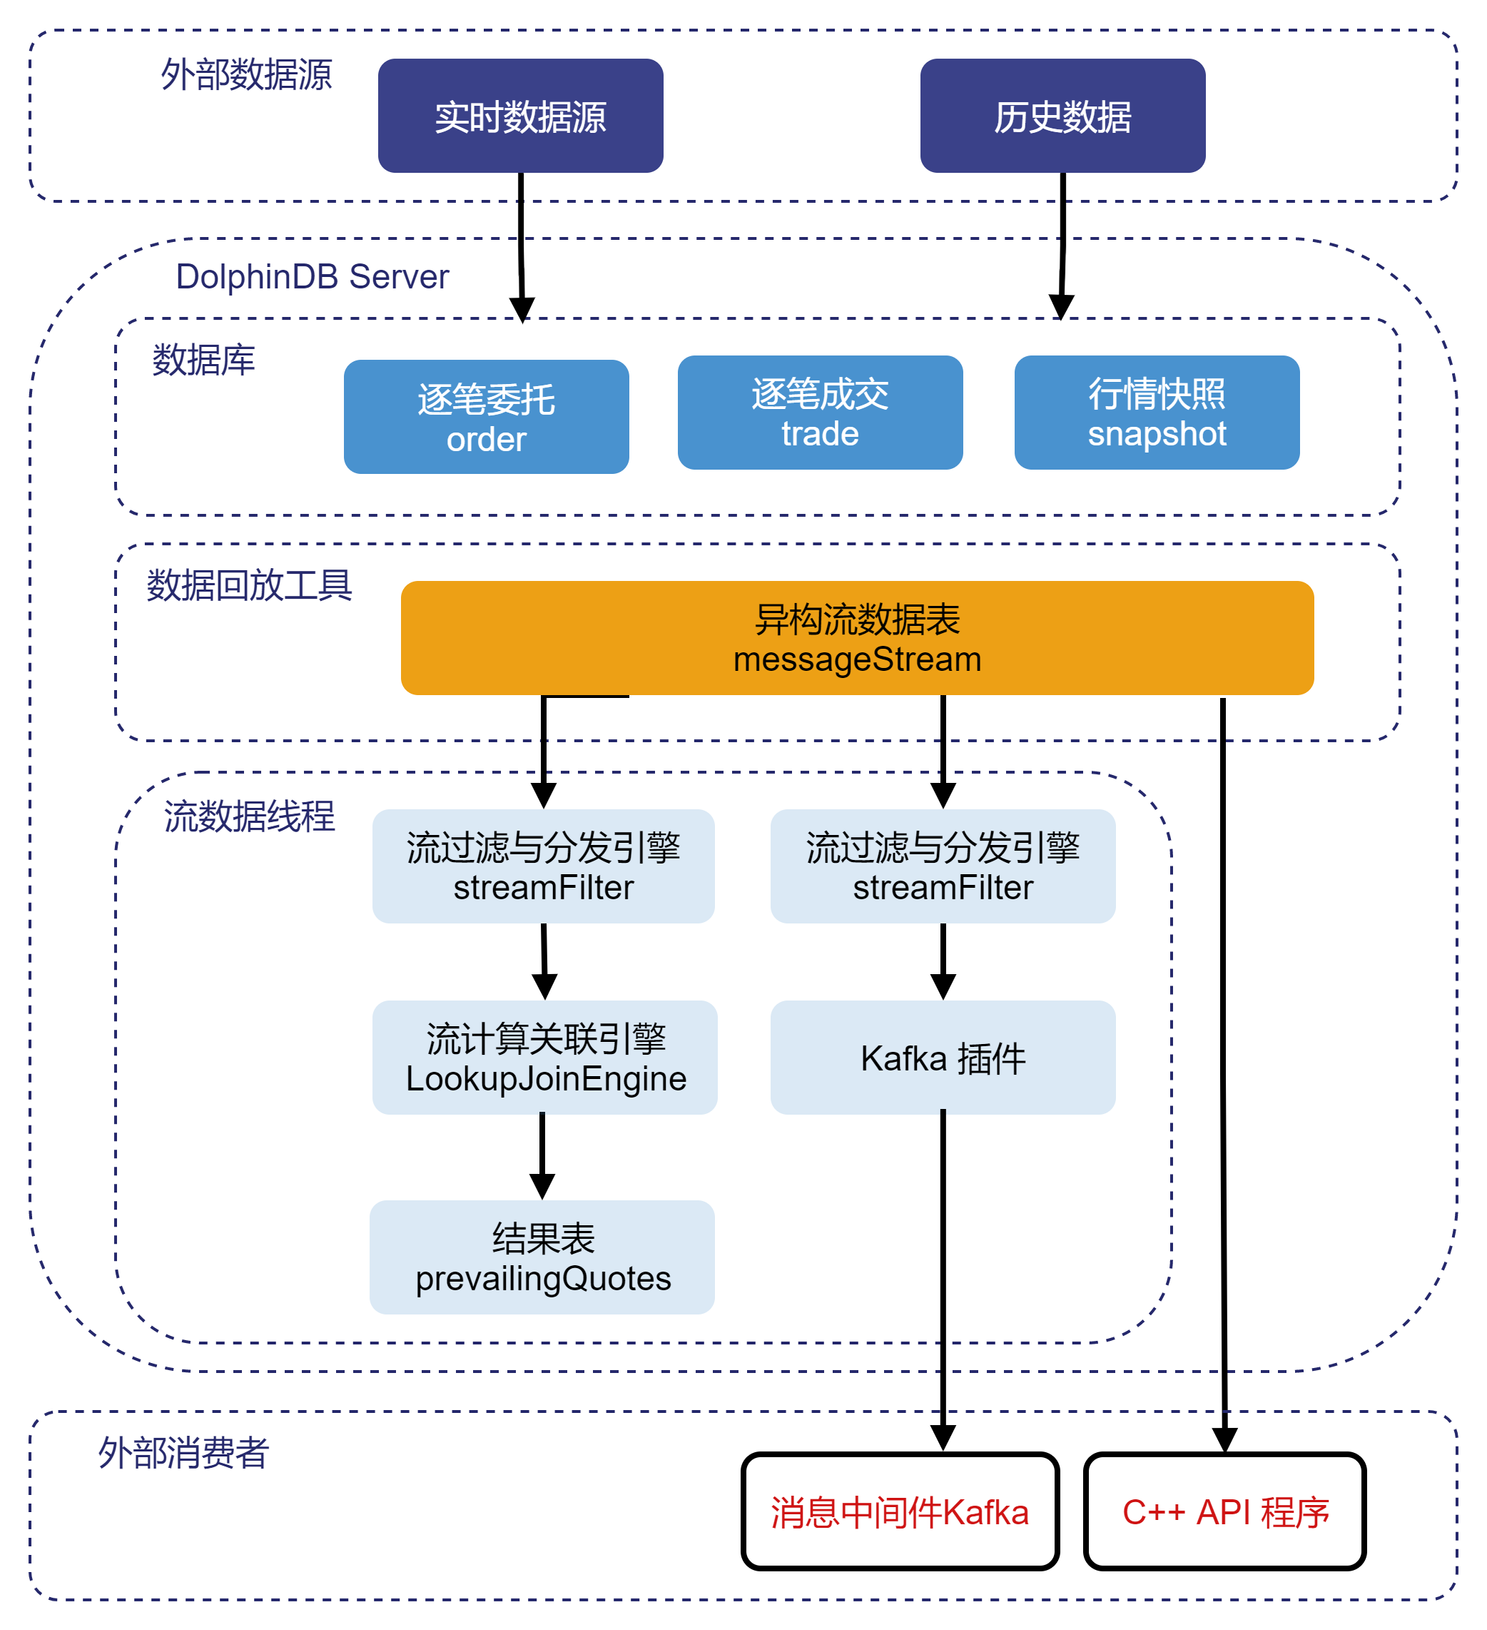 外部数据源
实时数据源
历史数据
DolphinDB Server
数据库
逐笔委托
order
逐笔成交
trade
行情快照
snapshot
数据回放工具
异构流数据表
messageStream
流数据线程
流过滤与分发引擎
streamFilter
流过滤与分发引擎
streamFilter
流计算关联引擎
LookupJoinEngine
Kafka 插件
结果表
prevailingQuotes
外部消费者
消息中间件Kafka
C++ API 程序